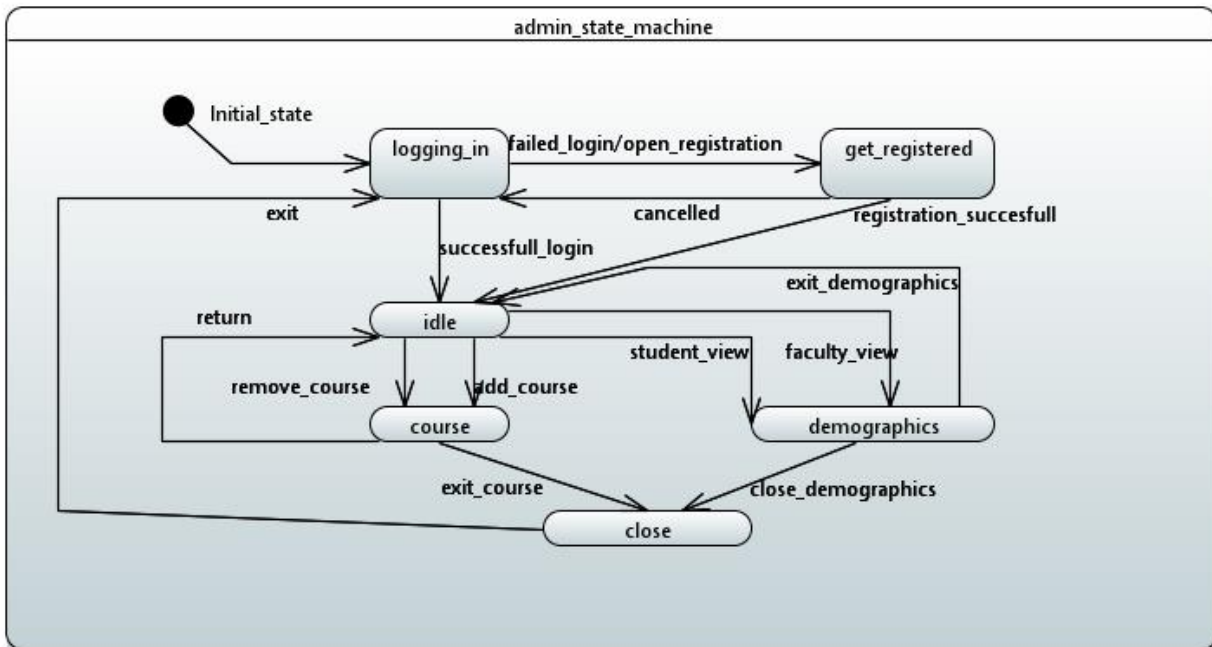 admin_state_machine
Initial_state
logging_in
failed_login/open_registration
get_registered
exit
cancelled
registration_succesfull
successfull_login
exit_demographics
return
idle
student_view
faculty_view
remove_course
add_course
course
demographics
exit_course
close_demographics
close